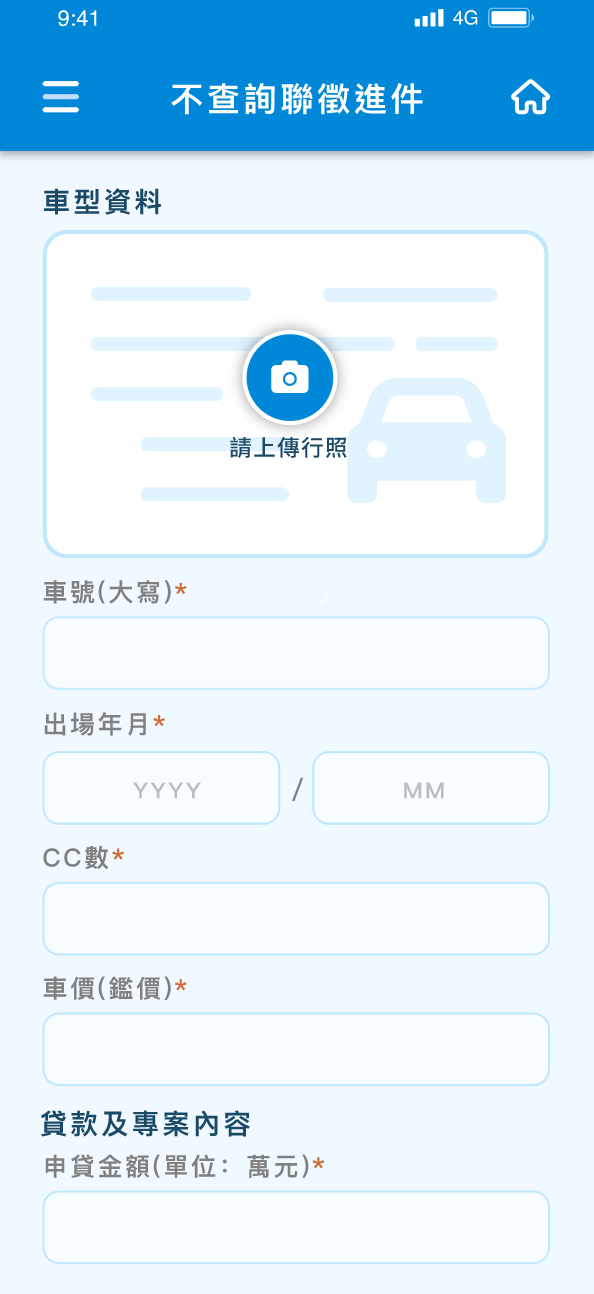 9:41 4G
不查詢聯徵進件
車型資料
請上傳行照
車號(大寫)*
出場年月*
YYYY / MM
CC數*
車價(鑑價)*
貸款及專案內容
申貸金額(單位：萬元)*